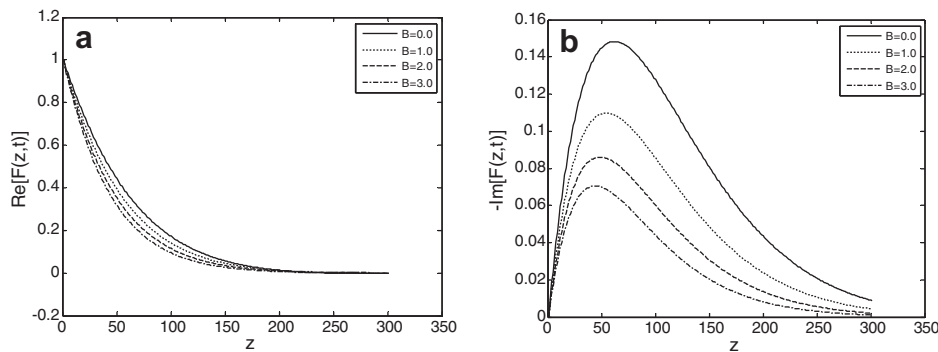 a
Re[F(z,t)]
1.2
1
0.8
0.6
0.4
0.2
0
-0.2
0 50 100 150 200 250 300 350
z
B=0.0
B=1.0
B=2.0
B=3.0
b
-Im[F(z,t)]
0.16
0.14
0.12
0.1
0.08
0.06
0.04
0.02
0
0 50 100 150 200 250 300 350
z
B=0.0
B=1.0
B=2.0
B=3.0